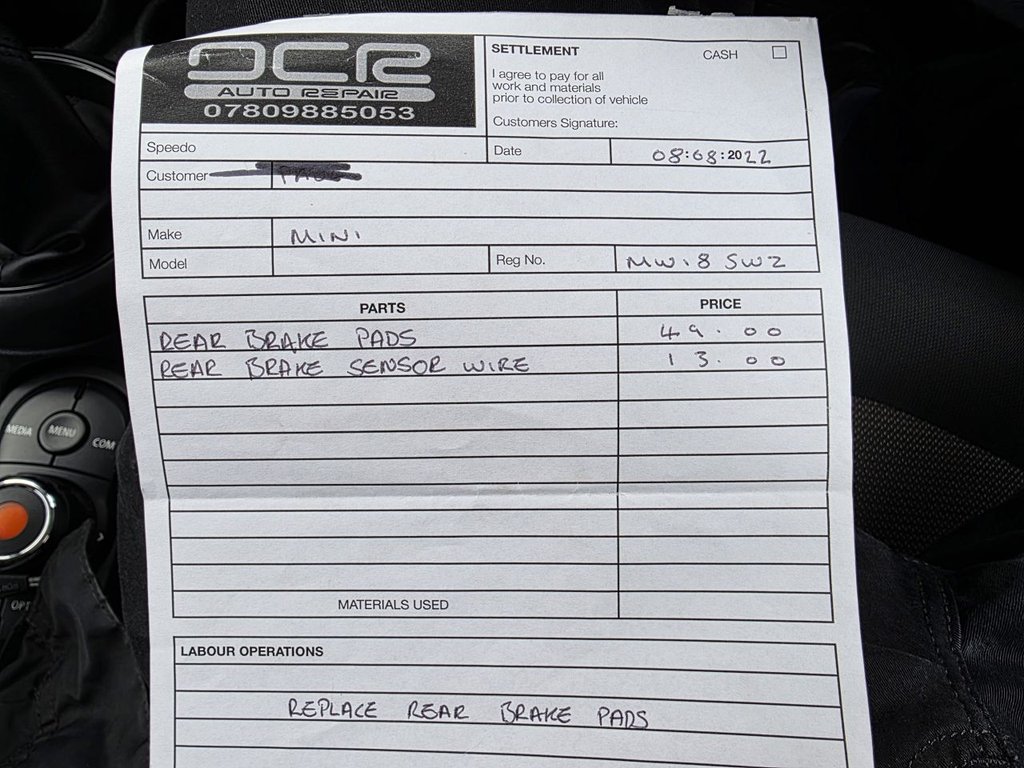 OCR
AUTO REPAIR
07809885053
SETTLEMENT
CASH
I agree to pay for all
work and materials
prior to collection of vehicle
Customers Signature:
Speedo
Date 08:08:2022
Customer
Make MINI
Model
Reg No. MW18 SWZ
PARTS PRICE
REAR BRAKE PADS 49.00
REAR BRAKE SENSOR WIRE 13.00
MATERIALS USED
LABOUR OPERATIONS
REPLACE REAR BRAKE PADS
MEDIA
MENU
COM
OPT